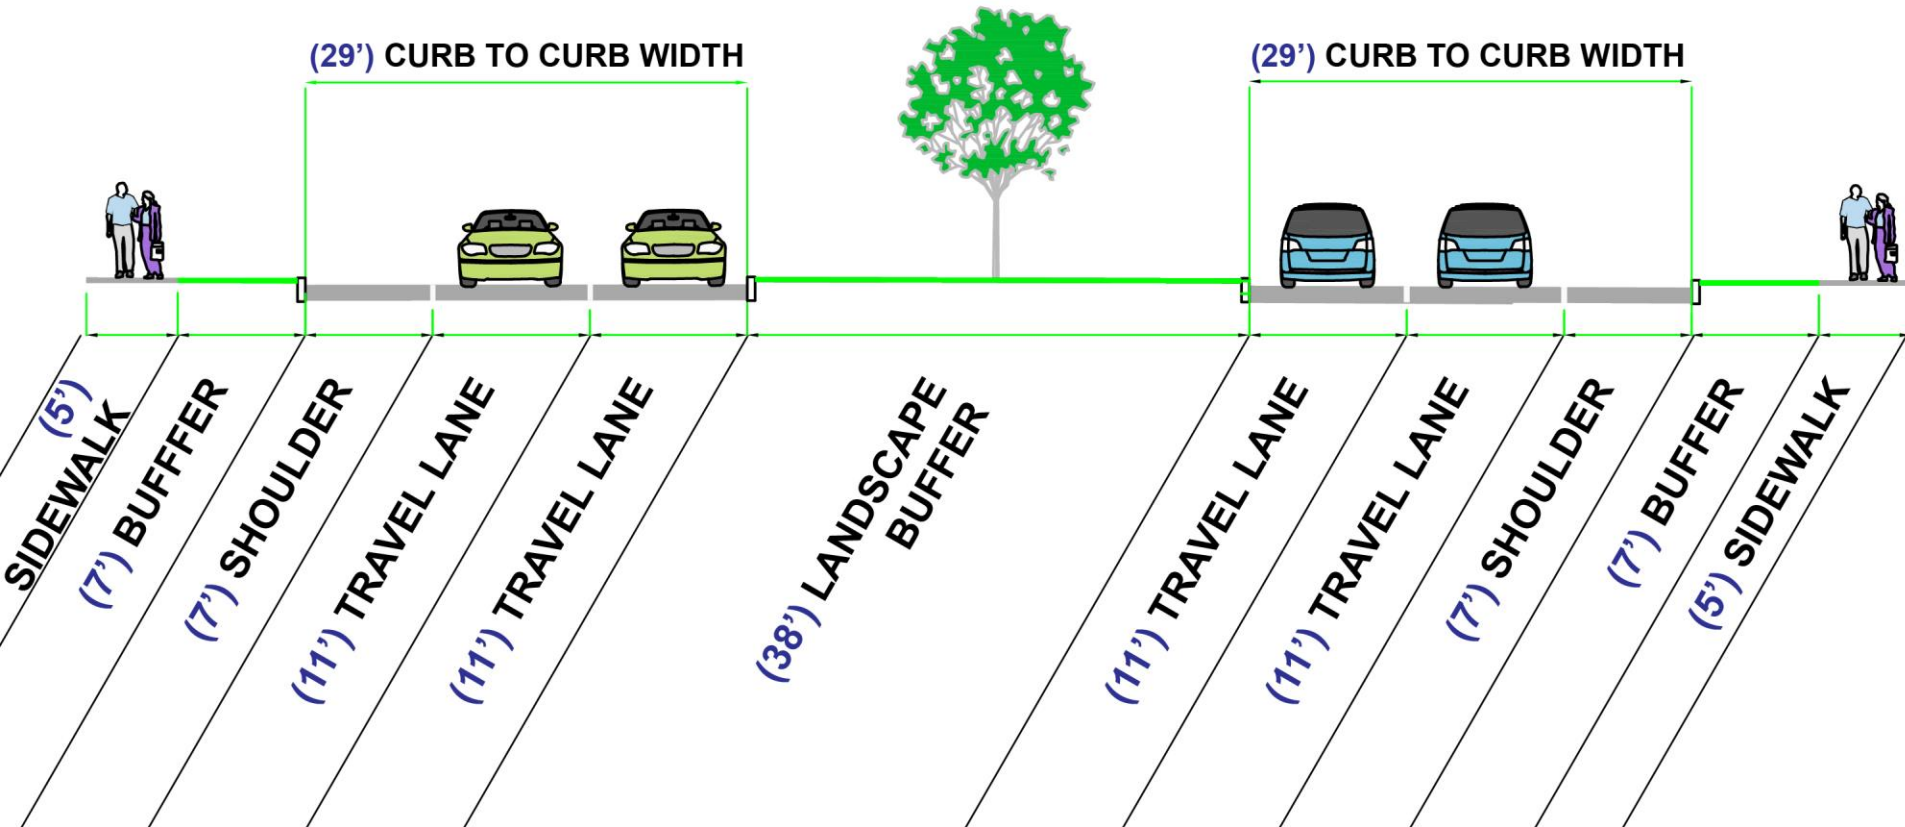 (29’) CURB TO CURB WIDTH
(29’) CURB TO CURB WIDTH
(5’)
SIDEWALK
(7’) BUFFFER
(7’) SHOULDER
(11’) TRAVEL LANE
(11’) TRAVEL LANE
(38’) LANDSCAPE
BUFFER
(11’) TRAVEL LANE
(11’) TRAVEL LANE
(7’) SHOULDER
(7’) BUFFER
(5’) SIDEWALK